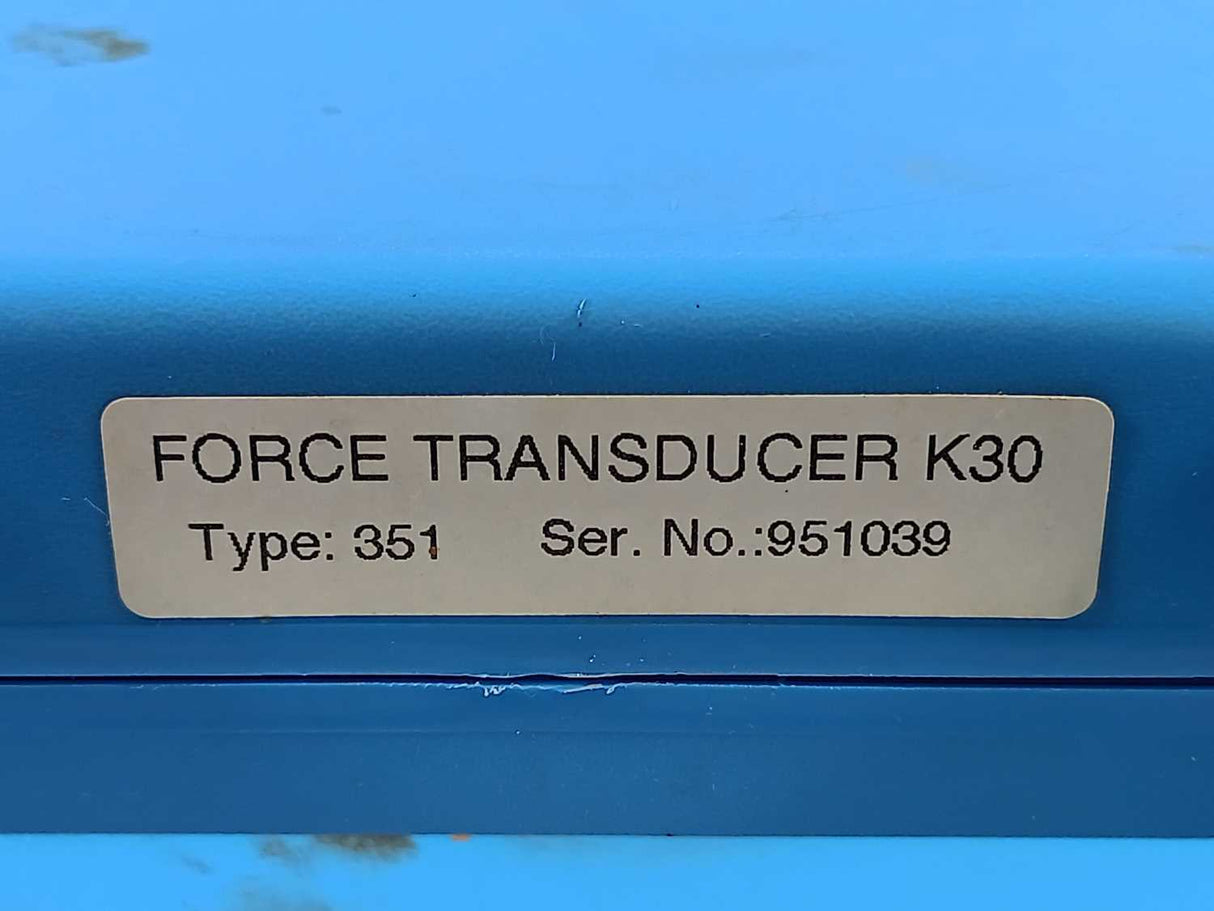 FORCE TRANSDUCER K30
Type: 351 Ser. No.:951039